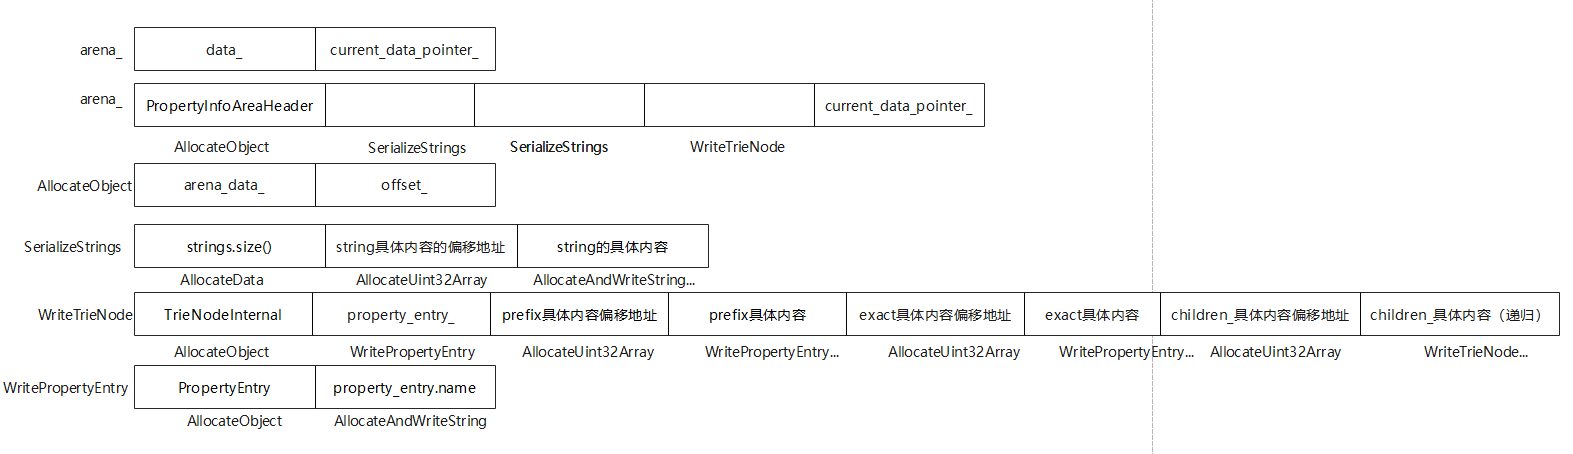 arena_ data_ current_data_pointer_
arena_ PropertyInfoAreaHeader current_data_pointer_
AllocateObject SerializeStrings SerializeStrings WriteTrieNode
AllocateObject arena_data_ offset_
SerializeStrings strings.size() string具体内容的偏移地址 string的具体内容
AllocateData AllocateUint32Array AllocateAndWriteString...
WriteTrieNode TrieNodeInternal property_entry_ prefix具体内容偏移地址 prefix具体内容 exact具体内容偏移地址 exact具体内容 children_具体内容偏移地址 children_具体内容（递归）
AllocateObject WritePropertyEntry AllocateUint32Array WritePropertyEntry... AllocateUint32Array WritePropertyEntry... AllocateUint32Array WriteTrieNode...
WritePropertyEntry PropertyEntry property_entry.name
AllocateObject AllocateAndWriteString